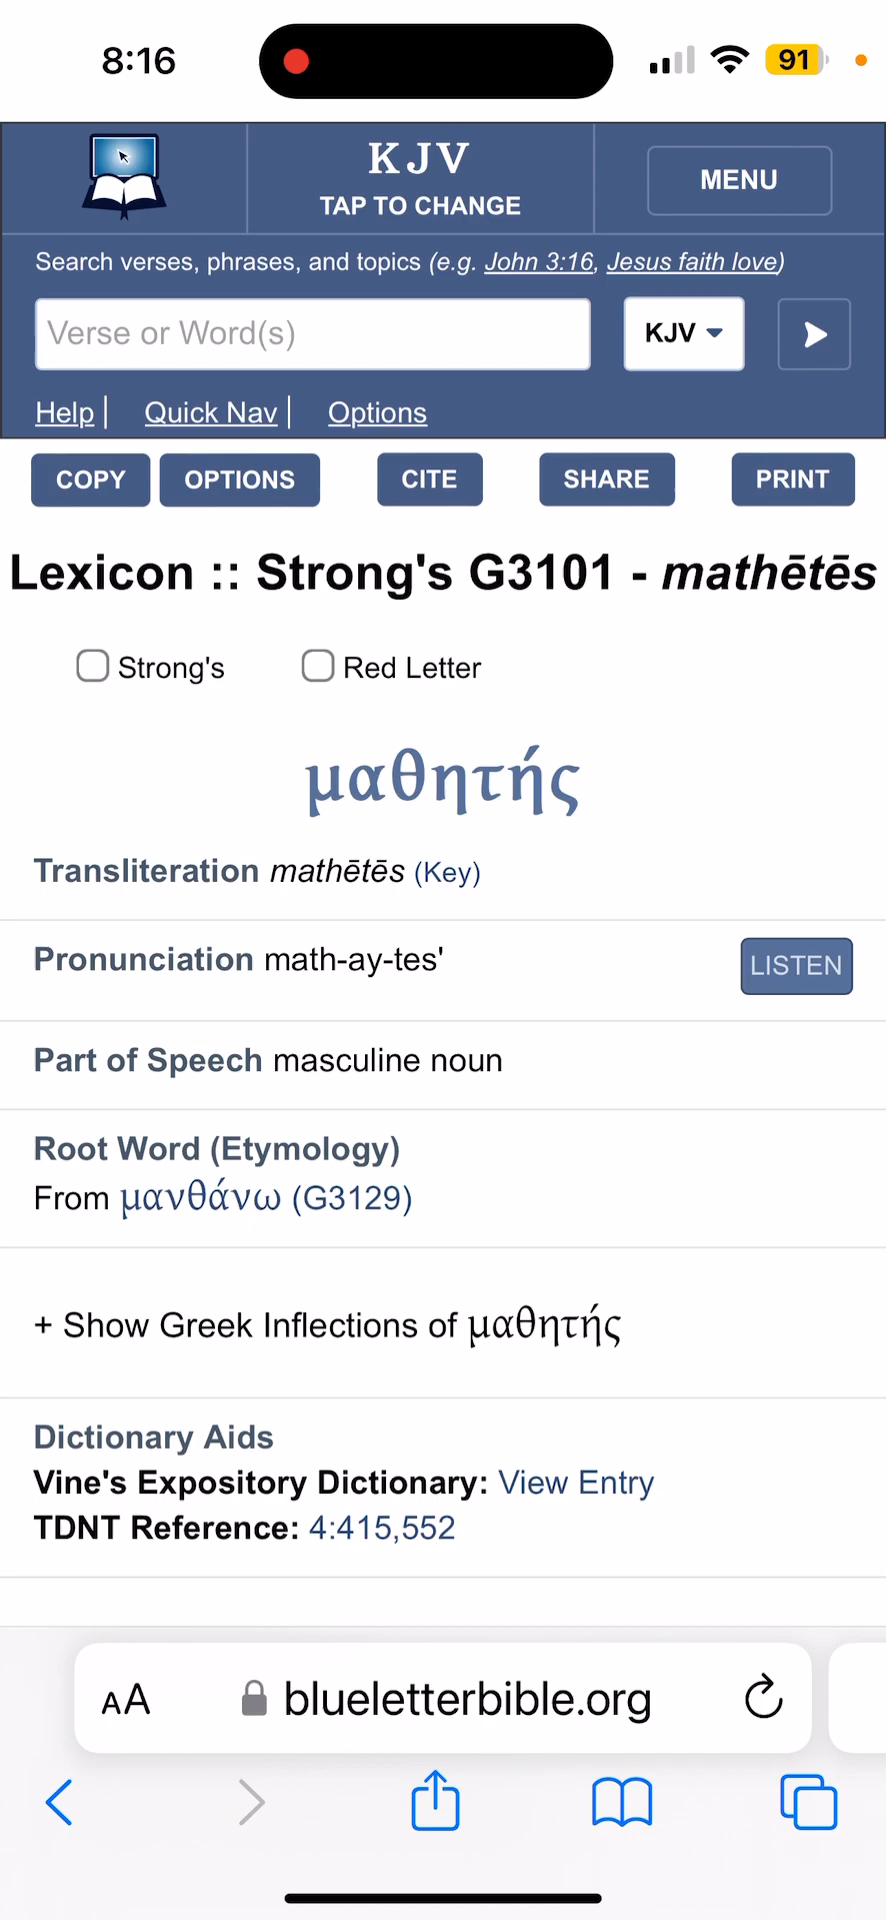 8:16
91
KJV
TAP TO CHANGE
MENU
Search verses, phrases, and topics (e.g. John 3:16, Jesus faith love)
Verse or Word(s)
KJV
Help | Quick Nav | Options
COPY OPTIONS CITE SHARE PRINT
Lexicon :: Strong's G3101 - mathētēs
Strong's Red Letter
μαθητής
Transliteration mathētēs (Key)
Pronunciation math-ay-tes' LISTEN
Part of Speech masculine noun
Root Word (Etymology)
From μανθάνω (G3129)
+ Show Greek Inflections of μαθητής
Dictionary Aids
Vine's Expository Dictionary: View Entry
TDNT Reference: 4:415,552
AA blueletterbible.org